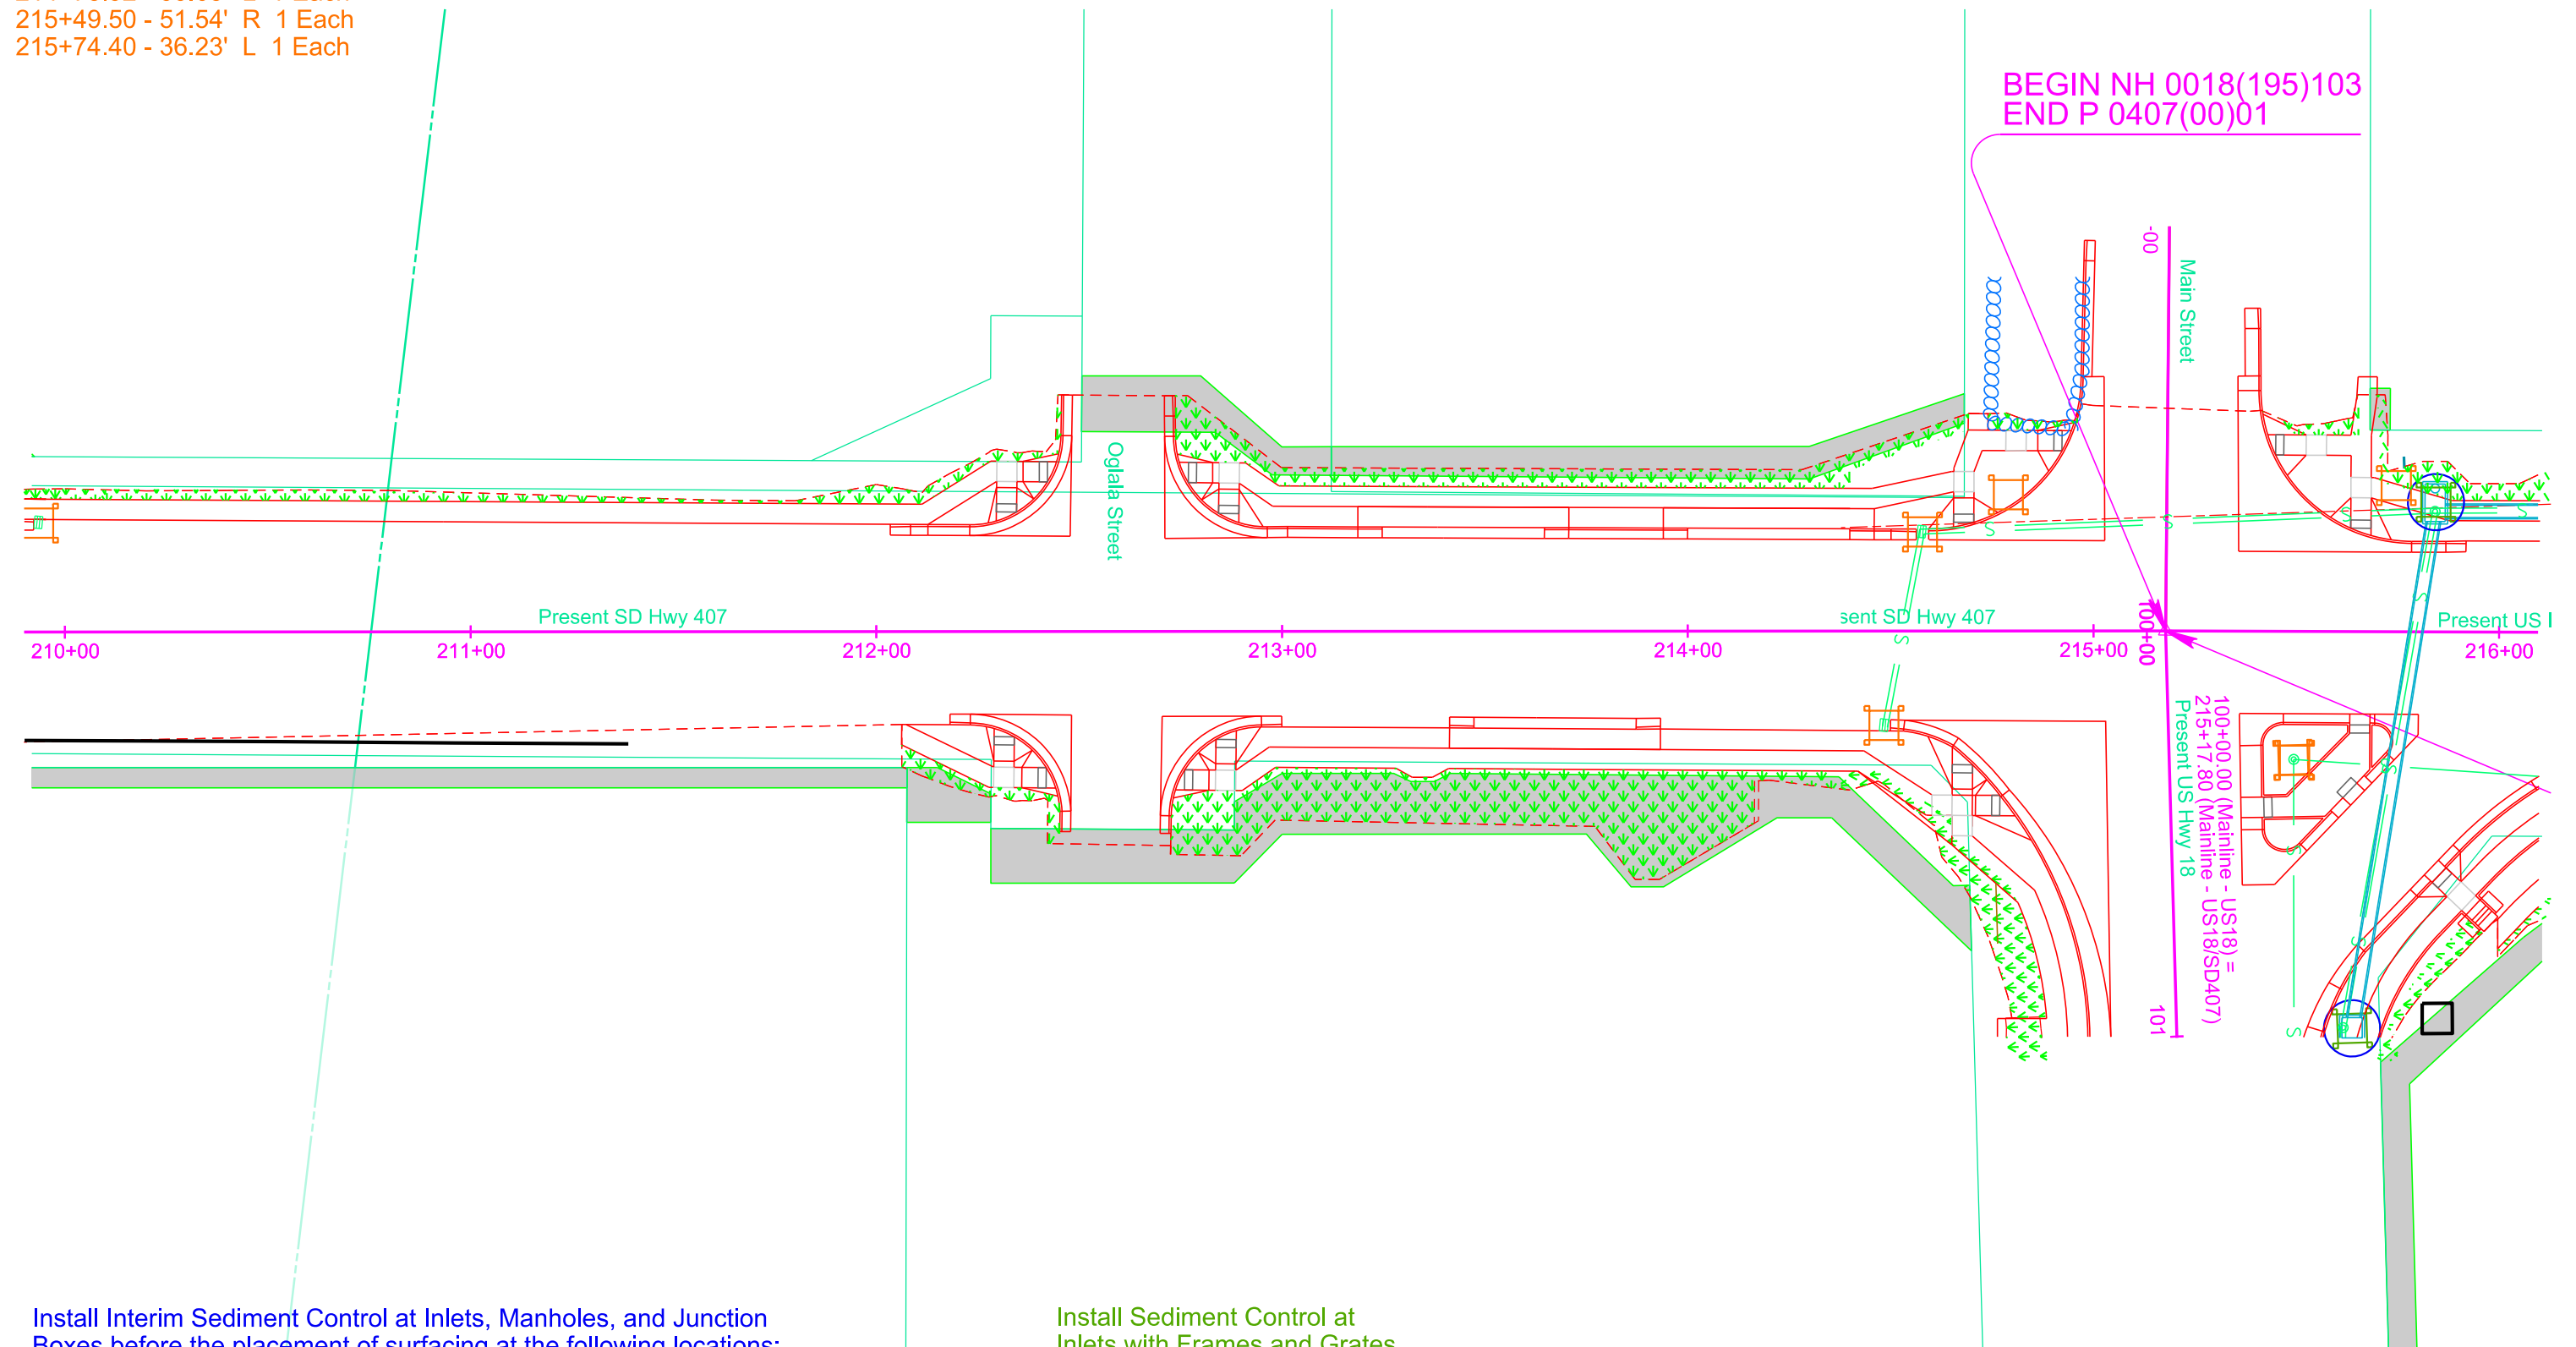 215+49.50 - 51.54' R 1 Each
215+74.40 - 36.23' L 1 Each
BEGIN NH 0018(195)103
END P 0407(00)01
-00
Main Street
Oglala Street
L
S
S
S
S
S
S
Present SD Hwy 407
sent SD Hwy 407
Present US
210+00
211+00
212+00
213+00
214+00
215+00
100+00
216+00
S
Present US Hwy 18
100+00.00 (Mainline - US18) =
215+17.80 (Mainline - US18/SD407)
S
S
S
S
101
Install Interim Sediment Control at Inlets, Manholes, and Junction
Boxes before the placement of surfacing at the following locations:
Install Sediment Control at
Inlets with Frames and Grates